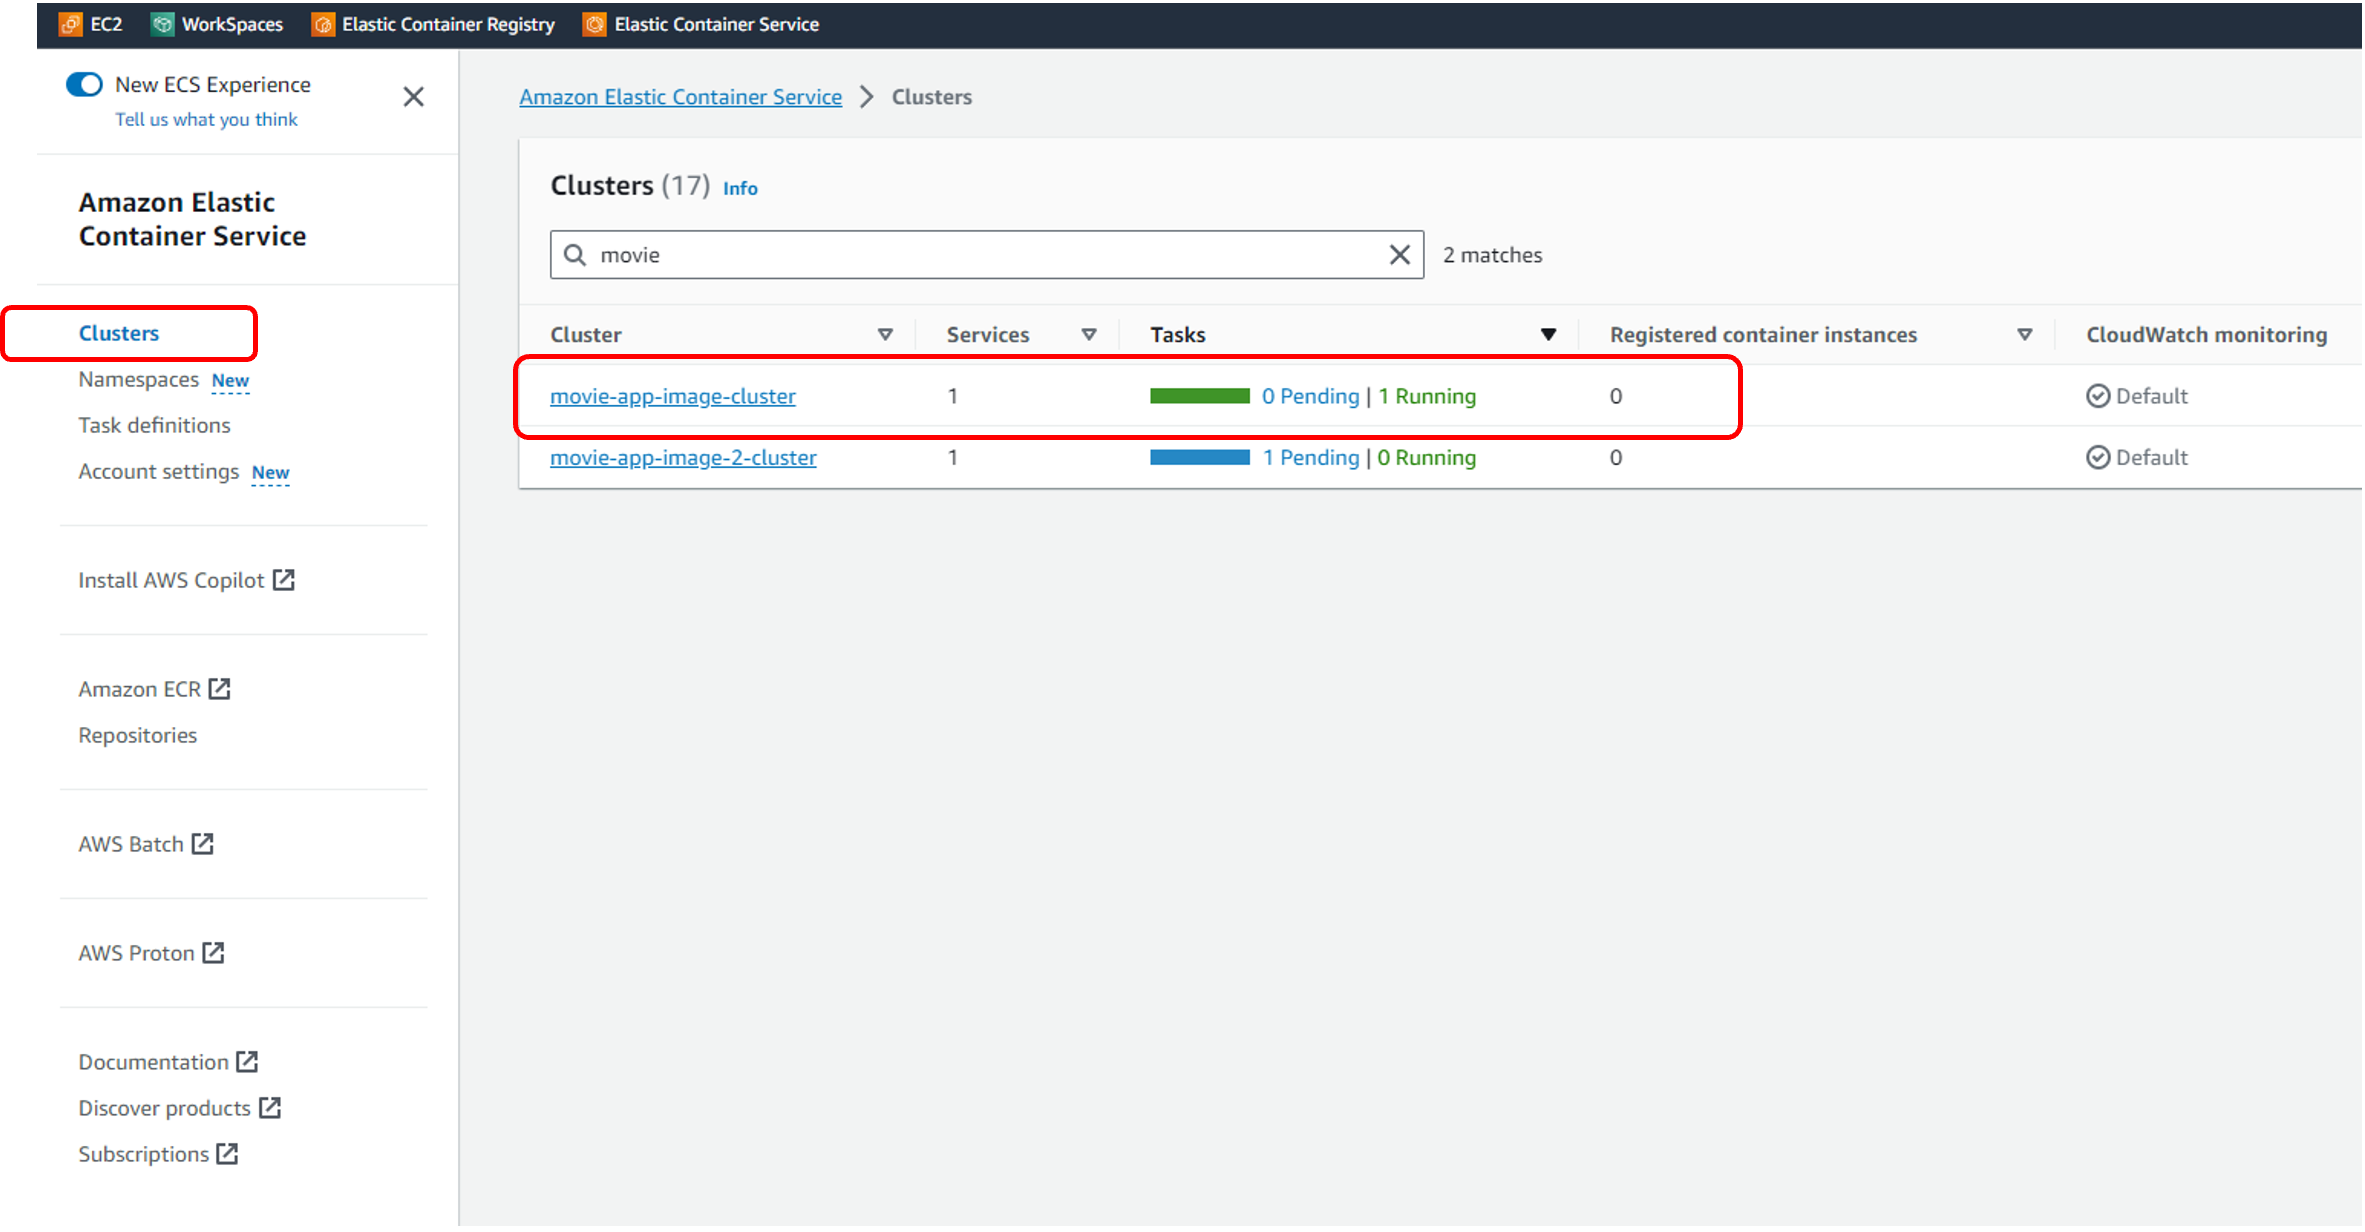 EC2 WorkSpaces Elastic Container Registry Elastic Container Service
New ECS Experience
Tell us what you think
Amazon Elastic
Container Service
Clusters
Namespaces New
Task definitions
Account settings New
Install AWS Copilot
Amazon ECR
Repositories
AWS Batch
AWS Proton
Documentation
Discover products
Subscriptions
Amazon Elastic Container Service Clusters
Clusters (17) Info
movie 2 matches
Cluster Services Tasks Registered container instances CloudWatch monitoring
movie-app-image-cluster 1 0 Pending | 1 Running 0 Default
movie-app-image-2-cluster 1 1 Pending | 0 Running 0 Default